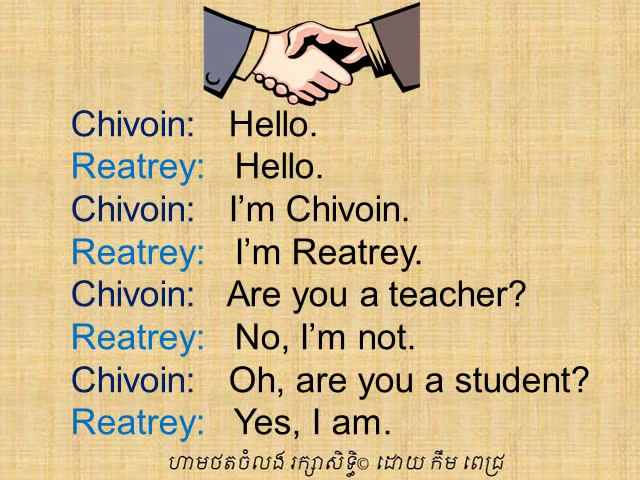 Chivoin: Hello.
Reatrey: Hello.
Chivoin: I’m Chivoin.
Reatrey: I’m Reatrey.
Chivoin: Are you a teacher?
Reatrey: No, I’m not.
Chivoin: Oh, are you a student?
Reatrey: Yes, I am.
ហាមថតចំលង រក្សាសិទ្ធិ© ដោយ កឹម ពេជ្រ